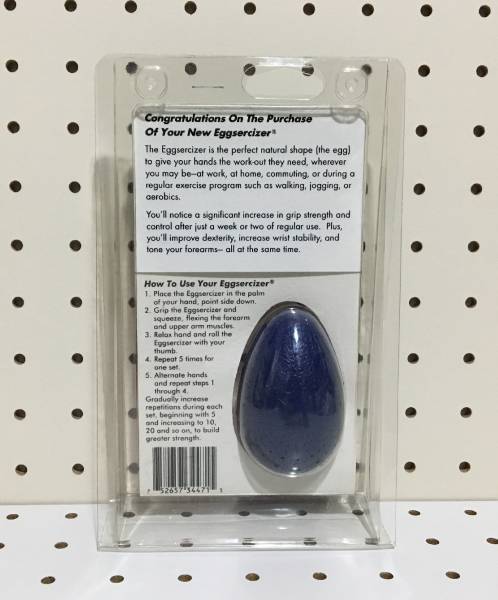 Congratulations On The Purchase
Of Your New Eggsercizer®
The Eggsercizer is the perfect natural shape (the egg)
to give your hands the work-out they need, wherever
you may be—at work, at home, commuting, or during a
regular exercise program such as walking, jogging, or
aerobics.
You'll notice a significant increase in grip strength and
control after just a week or two of regular use. Plus,
you'll improve dexterity, increase wrist stability, and
tone your forearms— all at the same time.
How To Use Your Eggsercizer®
1. Place the Eggsercizer in the palm
of your hand, point side down.
2. Grip the Eggsercizer and
squeeze, flexing the forearm
and upper arm muscles.
3. Relax hand and roll the
Eggsercizer with your
thumb.
4. Repeat 5 times for
one set.
5. Alternate hands
and repeat steps 1
through 4.
Gradually increase
repetitions during each
set, beginning with 5
and increasing to 10,
20 and so on, to build
greater strength.
7 52657 34471 1